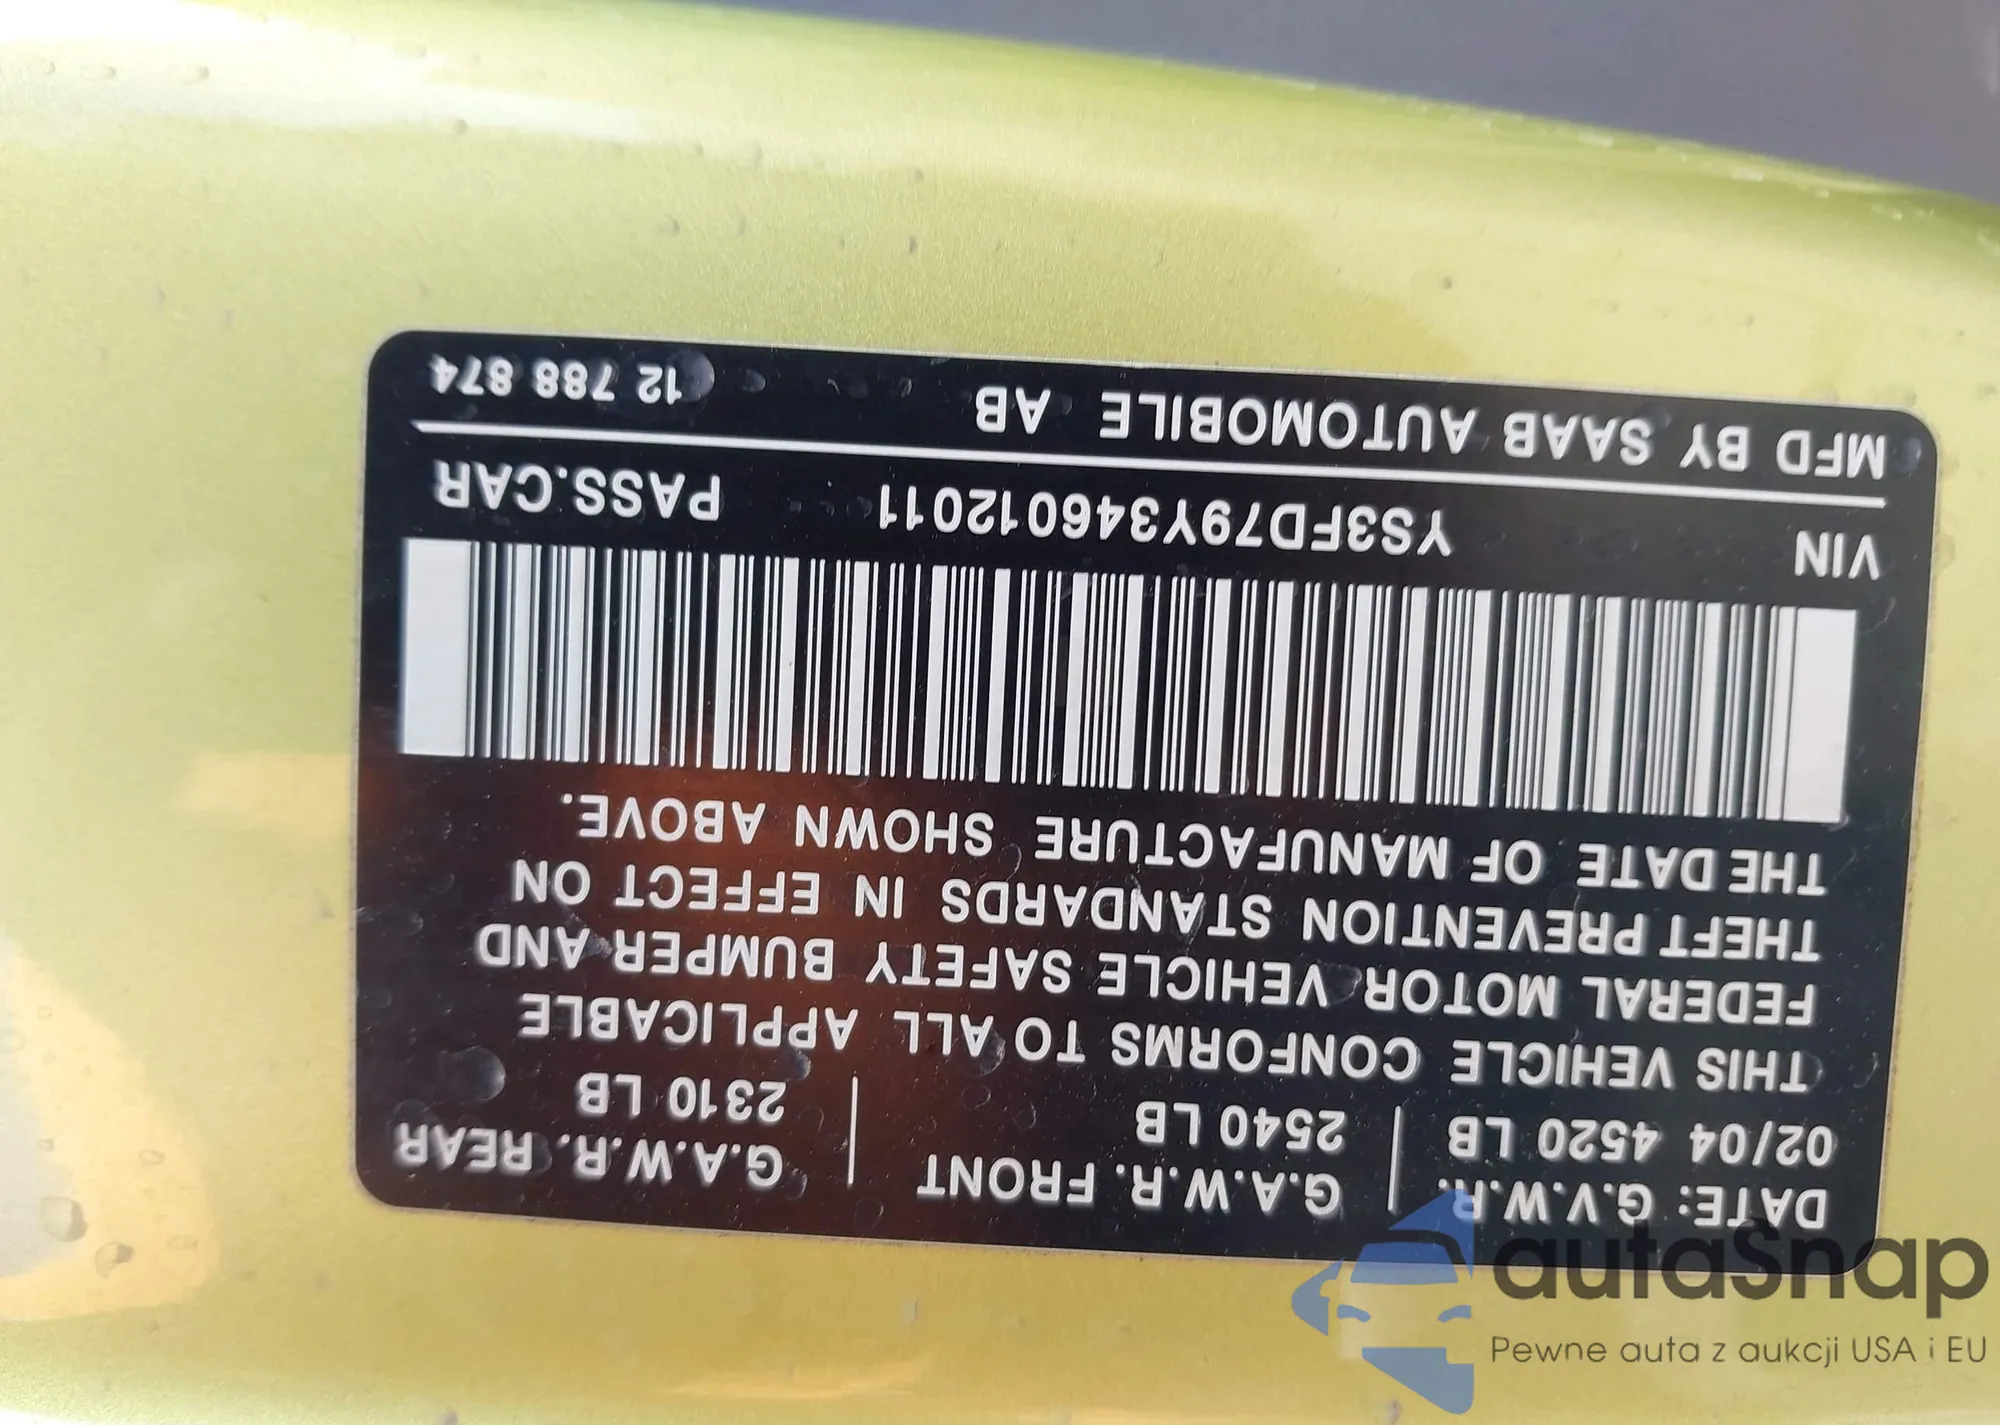 DATE: G.V.W.R. G.A.W.R. FRONT G.A.W.R. REAR
02/04 4520 LB 2540 LB 2310 LB
THIS VEHICLE CONFORMS TO ALL APPLICABLE
FEDERAL MOTOR VEHICLE SAFETY BUMPER AND
THEFT PREVENTION STANDARDS IN EFFECT ON
THE DATE OF MANUFACTURE SHOWN ABOVE.
VIN YS3FD79Y346012011 PASS.CAR
MFD BY SAAB AUTOMOBILE AB 12 788 874
autaSnap
Pewne auta z aukcji USA i EU